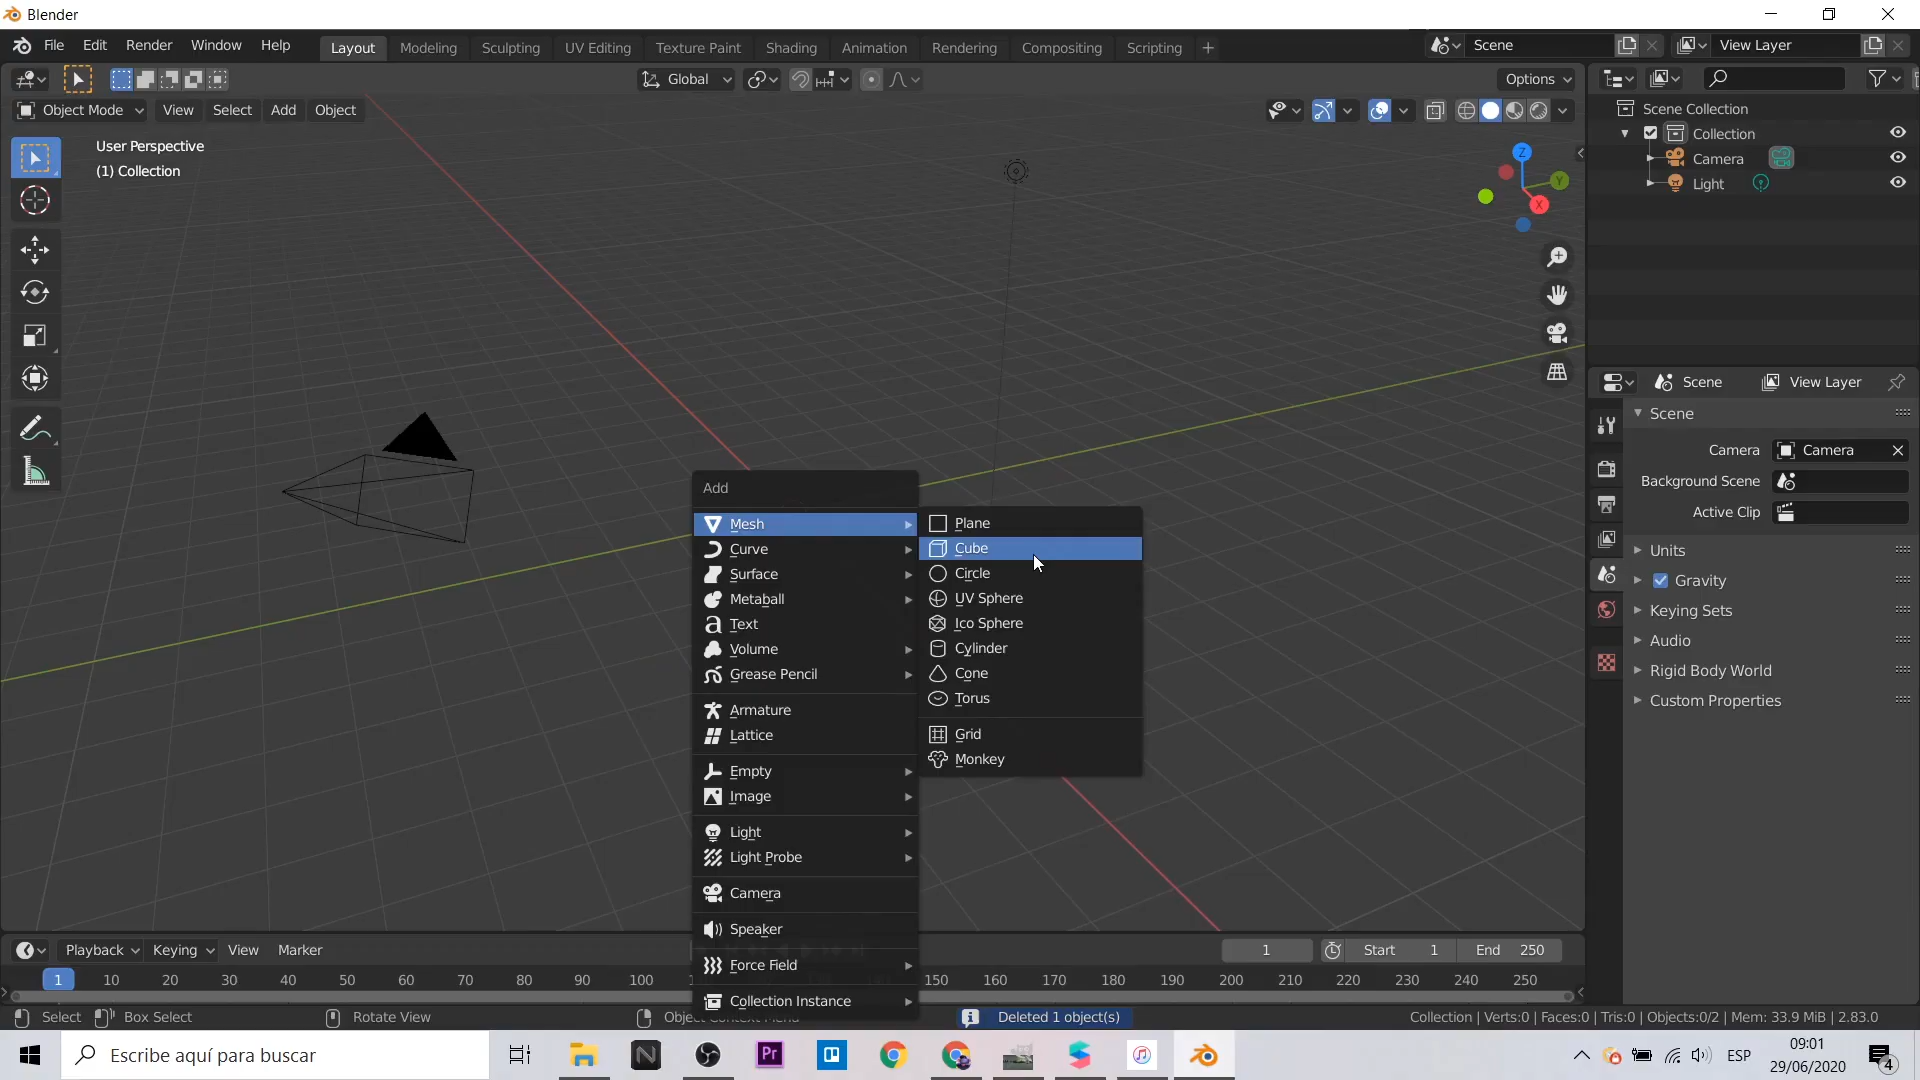 Blender
File Edit Render Window Help Layout Modeling Sculpting UV Editing Texture Paint Shading Animation Rendering Compositing Scripting + Scene View Layer
Global Options
Object Mode View Select Add Object
User Perspective
(1) Collection
Z
Y
X
Scene Collection
Collection
Camera
Light
Scene View Layer
Scene
Camera Camera
Background Scene
Active Clip
Units
Gravity
Keying Sets
Audio
Rigid Body World
Custom Properties
Add
Mesh
Curve
Surface
Metaball
Text
Volume
Grease Pencil
Armature
Lattice
Empty
Image
Light
Light Probe
Camera
Speaker
Force Field
Collection Instance
Plane
Cube
Circle
UV Sphere
Ico Sphere
Cylinder
Cone
Torus
Grid
Monkey
Playback Keying View Marker 1 Start 1 End 250
1 10 20 30 40 50 60 70 80 90 100 150 160 170 180 190 200 210 220 230 240 250
Select Box Select Rotate View Object Context Menu Deleted 1 object(s) Collection | Verts:0 | Faces:0 | Tris:0 | Objects:0/2 | Mem: 33.9 MiB | 2.83.0
Escribe aquí para buscar
Pr
ESP
09:01
29/06/2020
4